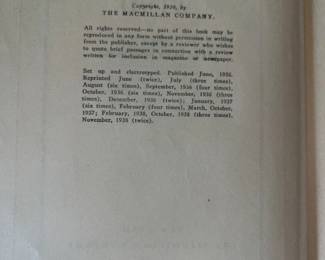 Copyright, 1936, by
THE MACMILLAN COMPANY.
All rights reserved—no part of this book may be
reproduced in any form without permission in writing
from the publisher, except by a reviewer who wishes
to quote brief passages in connection with a review
written for inclusion in magazine or newspaper.
Set up and electrotyped. Published June, 1936.
Reprinted June (twice), July (three times),
August (six times), September, 1936 (four times),
October, 1936 (six times), November, 1936 (three
times), December, 1936 (twice); January, 1937
(six times), February (four times), March, October,
1937; February, 1938, October, 1938 (three times),
November, 1938 (twice).